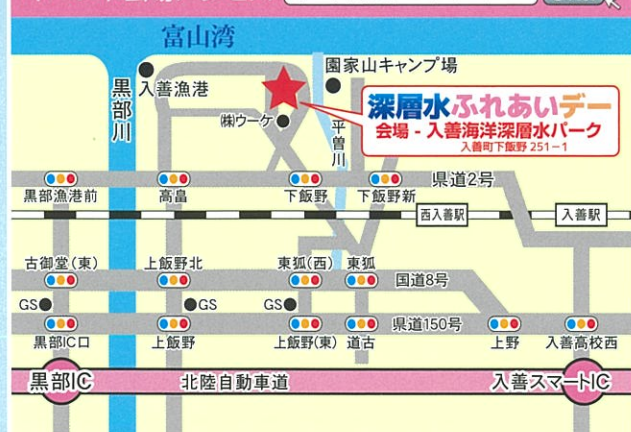 富山湾
園家山キャンプ場
入善漁港
黒部川
㈱ウーケ
平曽川
深層水ふれあいデー
会場 - 入善海洋深層水パーク
入善町下飯野 251-1
県道2号
黒部漁港前
高畠
下飯野
下飯野新
西入善駅
入善駅
古御堂(東)
上飯野北
東狐(西)
東狐
国道8号
GS
GS
GS
県道150号
黒部IC口
上飯野
上飯野(東)
道古
上野
入善高校西
黒部IC
北陸自動車道
入善スマートIC